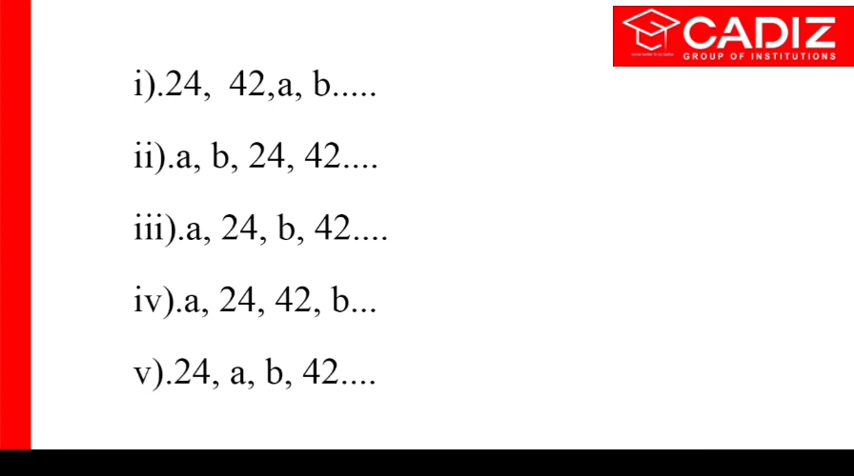 CADIZ
GROUP OF INSTITUTIONS
i).24, 42,a, b.....
ii).a, b, 24, 42....
iii).a, 24, b, 42....
iv).a, 24, 42, b...
v).24, a, b, 42....